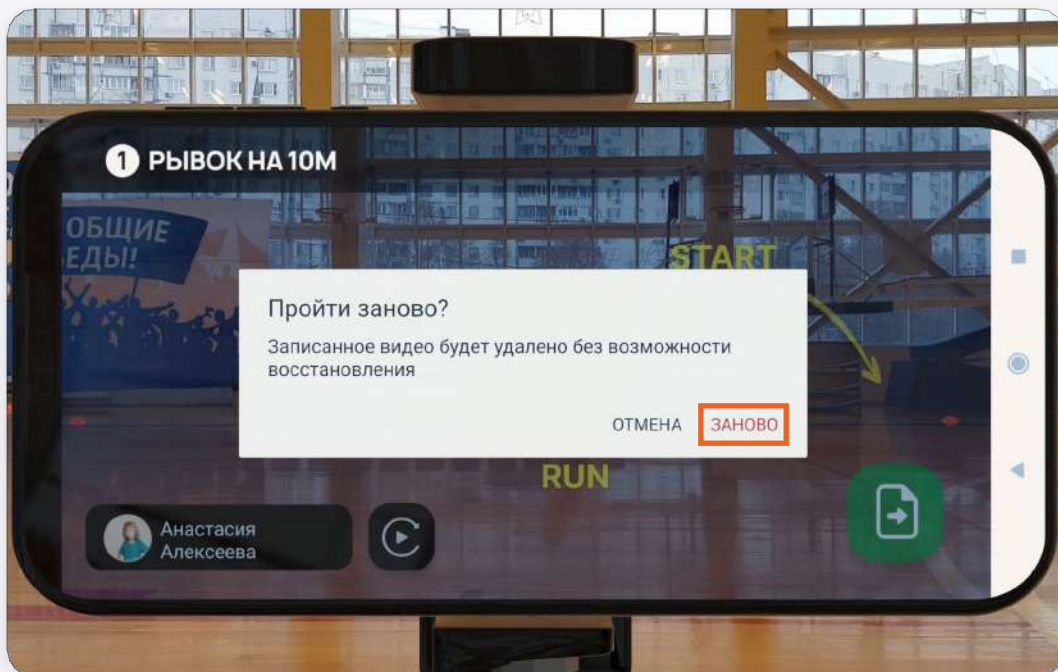 1 РЫВОК НА 10М
ОБЩИЕ
ЕДЫ!
START
Пройти заново?
Записанное видео будет удалено без возможности
восстановления
ОТМЕНА ЗАНОВО
RUN
Анастасия
Алексеева